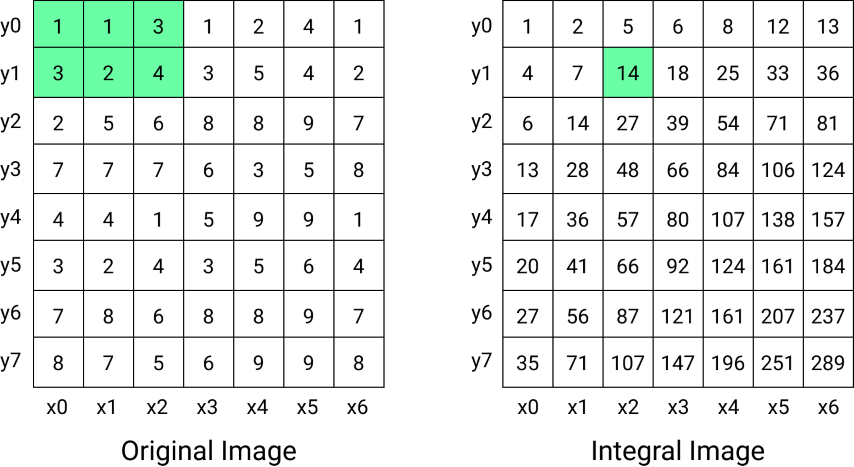 y0 1 1 3 1 2 4 1 y0 1 2 5 6 8 12 13
y1 3 2 4 3 5 4 2 y1 4 7 14 18 25 33 36
y2 2 5 6 8 8 9 7 y2 6 14 27 39 54 71 81
y3 7 7 7 6 3 5 8 y3 13 28 48 66 84 106 124
y4 4 4 1 5 9 9 1 y4 17 36 57 80 107 138 157
y5 3 2 4 3 5 6 4 y5 20 41 66 92 124 161 184
y6 7 8 6 8 8 9 7 y6 27 56 87 121 161 207 237
y7 8 7 5 6 9 9 8 y7 35 71 107 147 196 251 289
x0 x1 x2 x3 x4 x5 x6 x0 x1 x2 x3 x4 x5 x6
Original Image Integral Image